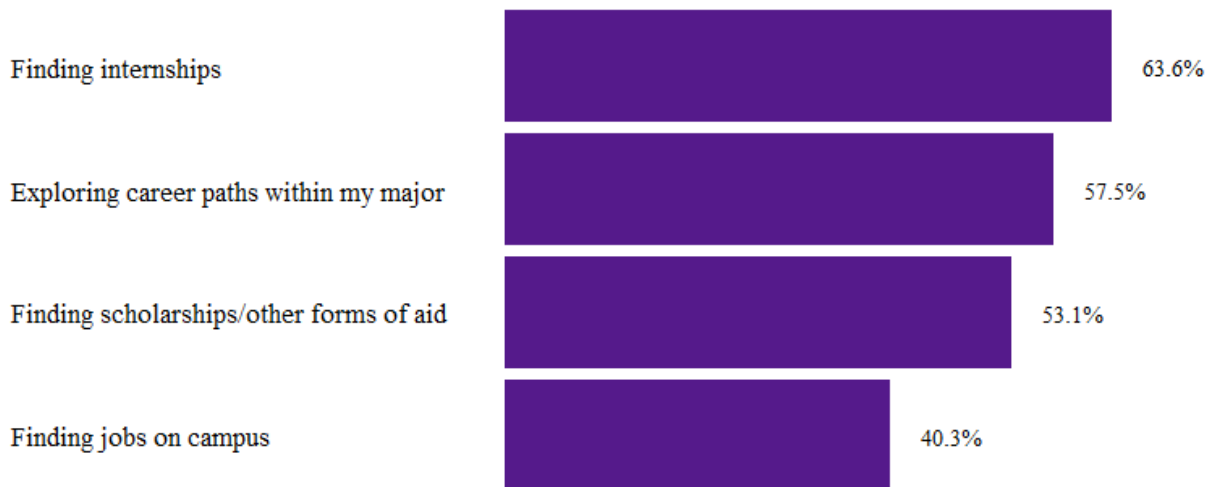 Finding internships 63.6%
Exploring career paths within my major 57.5%
Finding scholarships/other forms of aid 53.1%
Finding jobs on campus 40.3%